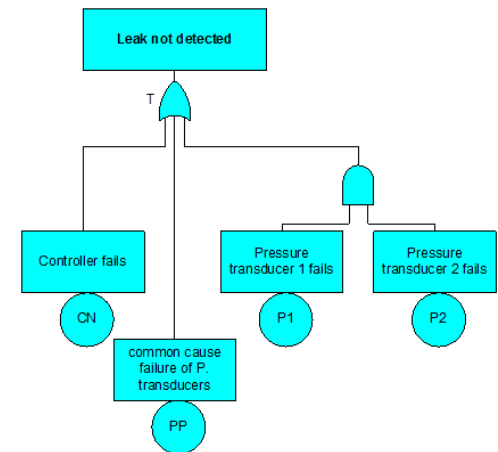 Leak not detected
T
Controller fails
Pressure
transducer 1 fails
Pressure
transducer 2 fails
CN
P1
P2
common cause
failure of P.
transducers
PP